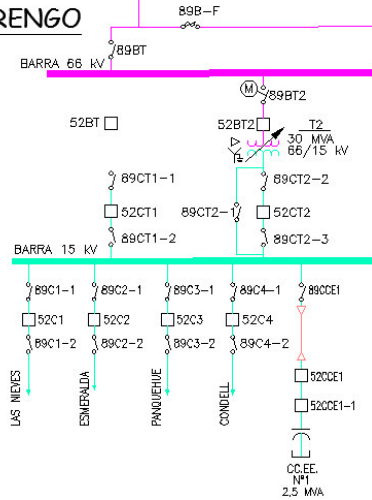 RENGO
89B-F
89BT
BARRA 66 kV
M
89BT2
52BT
52BT2
T2
30 MVA
66/15 kV
89CT1-1
89CT2-2
52CT1
89CT2-1
52CT2
89CT1-2
89CT2-3
BARRA 15 kV
89C1-1
89C2-1
89C3-1
89C4-1
89CCE1
52C1
52C2
52C3
52C4
89C1-2
89C2-2
89C3-2
89C4-2
LAS NIEVES
ESMERALDA
PANQUEHUE
CONDELL
52CCE1
52CCE1-1
CC.EE.
N°1
2,5 MVA